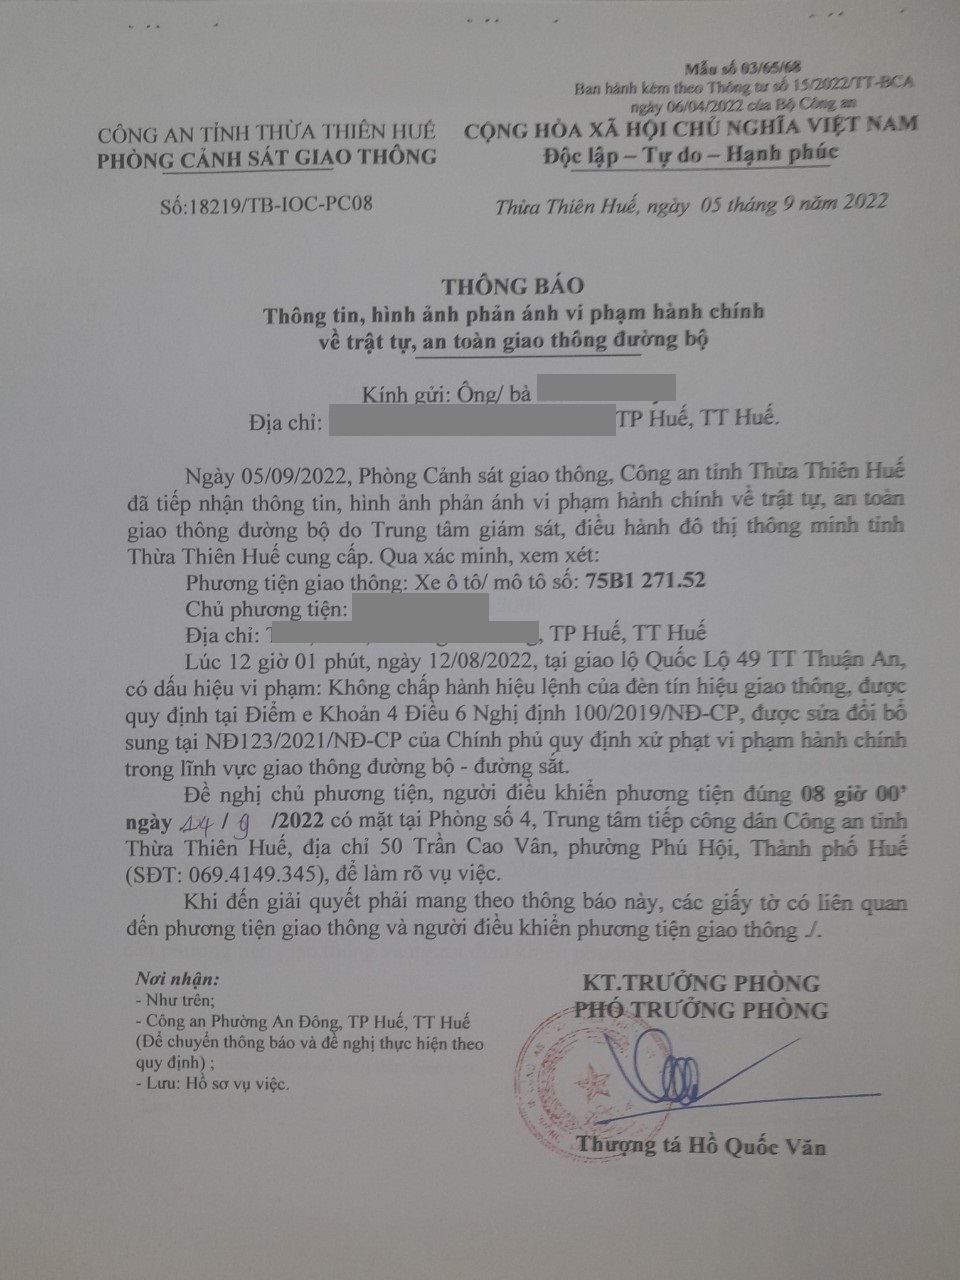 Mẫu số 03/65/68
Ban hành kèm theo Thông tư số 15/2022/TT-BCA
ngày 06/04/2022 của Bộ Công an
CÔNG AN TỈNH THỪA THIÊN HUẾ
PHÒNG CẢNH SÁT GIAO THÔNG
CỘNG HÒA XÃ HỘI CHỦ NGHĨA VIỆT NAM
Độc lập – Tự do – Hạnh phúc
Số:18219/TB-IOC-PC08
Thừa Thiên Huế, ngày 05 tháng 9 năm 2022
THÔNG BÁO
Thông tin, hình ảnh phản ánh vi phạm hành chính
về trật tự, an toàn giao thông đường bộ
Kính gửi: Ông/ bà
Địa chỉ: TP Huế, TT Huế.
Ngày 05/09/2022, Phòng Cảnh sát giao thông, Công an tỉnh Thừa Thiên Huế
đã tiếp nhận thông tin, hình ảnh phản ánh vi phạm hành chính về trật tự, an toàn
giao thông đường bộ do Trung tâm giám sát, điều hành đô thị thông minh tỉnh
Thừa Thiên Huế cung cấp. Qua xác minh, xem xét:
Phương tiện giao thông: Xe ô tô/ mô tô số: 75B1 271.52
Chủ phương tiện:
Địa chỉ: , TP Huế, TT Huế
Lúc 12 giờ 01 phút, ngày 12/08/2022, tại giao lộ Quốc Lộ 49 TT Thuận An,
có dấu hiệu vi phạm: Không chấp hành hiệu lệnh của đèn tín hiệu giao thông, được
quy định tại Điểm e Khoản 4 Điều 6 Nghị định 100/2019/NĐ-CP, được sửa đổi bổ
sung tại NĐ123/2021/NĐ-CP của Chính phủ quy định xử phạt vi phạm hành chính
trong lĩnh vực giao thông đường bộ - đường sắt.
Đề nghị chủ phương tiện, người điều khiển phương tiện đúng 08 giờ 00’
ngày 14 / 9 /2022 có mặt tại Phòng số 4, Trung tâm tiếp công dân Công an tỉnh
Thừa Thiên Huế, địa chỉ 50 Trần Cao Vân, phường Phú Hội, Thành phố Huế
(SĐT: 069.4149.345), để làm rõ vụ việc.
Khi đến giải quyết phải mang theo thông báo này, các giấy tờ có liên quan
đến phương tiện giao thông và người điều khiển phương tiện giao thông ./.
Nơi nhận:
- Như trên;
- Công an Phường An Đông, TP Huế, TT Huế
(Để chuyển thông báo và đề nghị thực hiện theo
quy định) ;
- Lưu: Hồ sơ vụ việc.
KT.TRƯỞNG PHÒNG
PHÓ TRƯỞNG PHÒNG
Thượng tá Hồ Quốc Văn